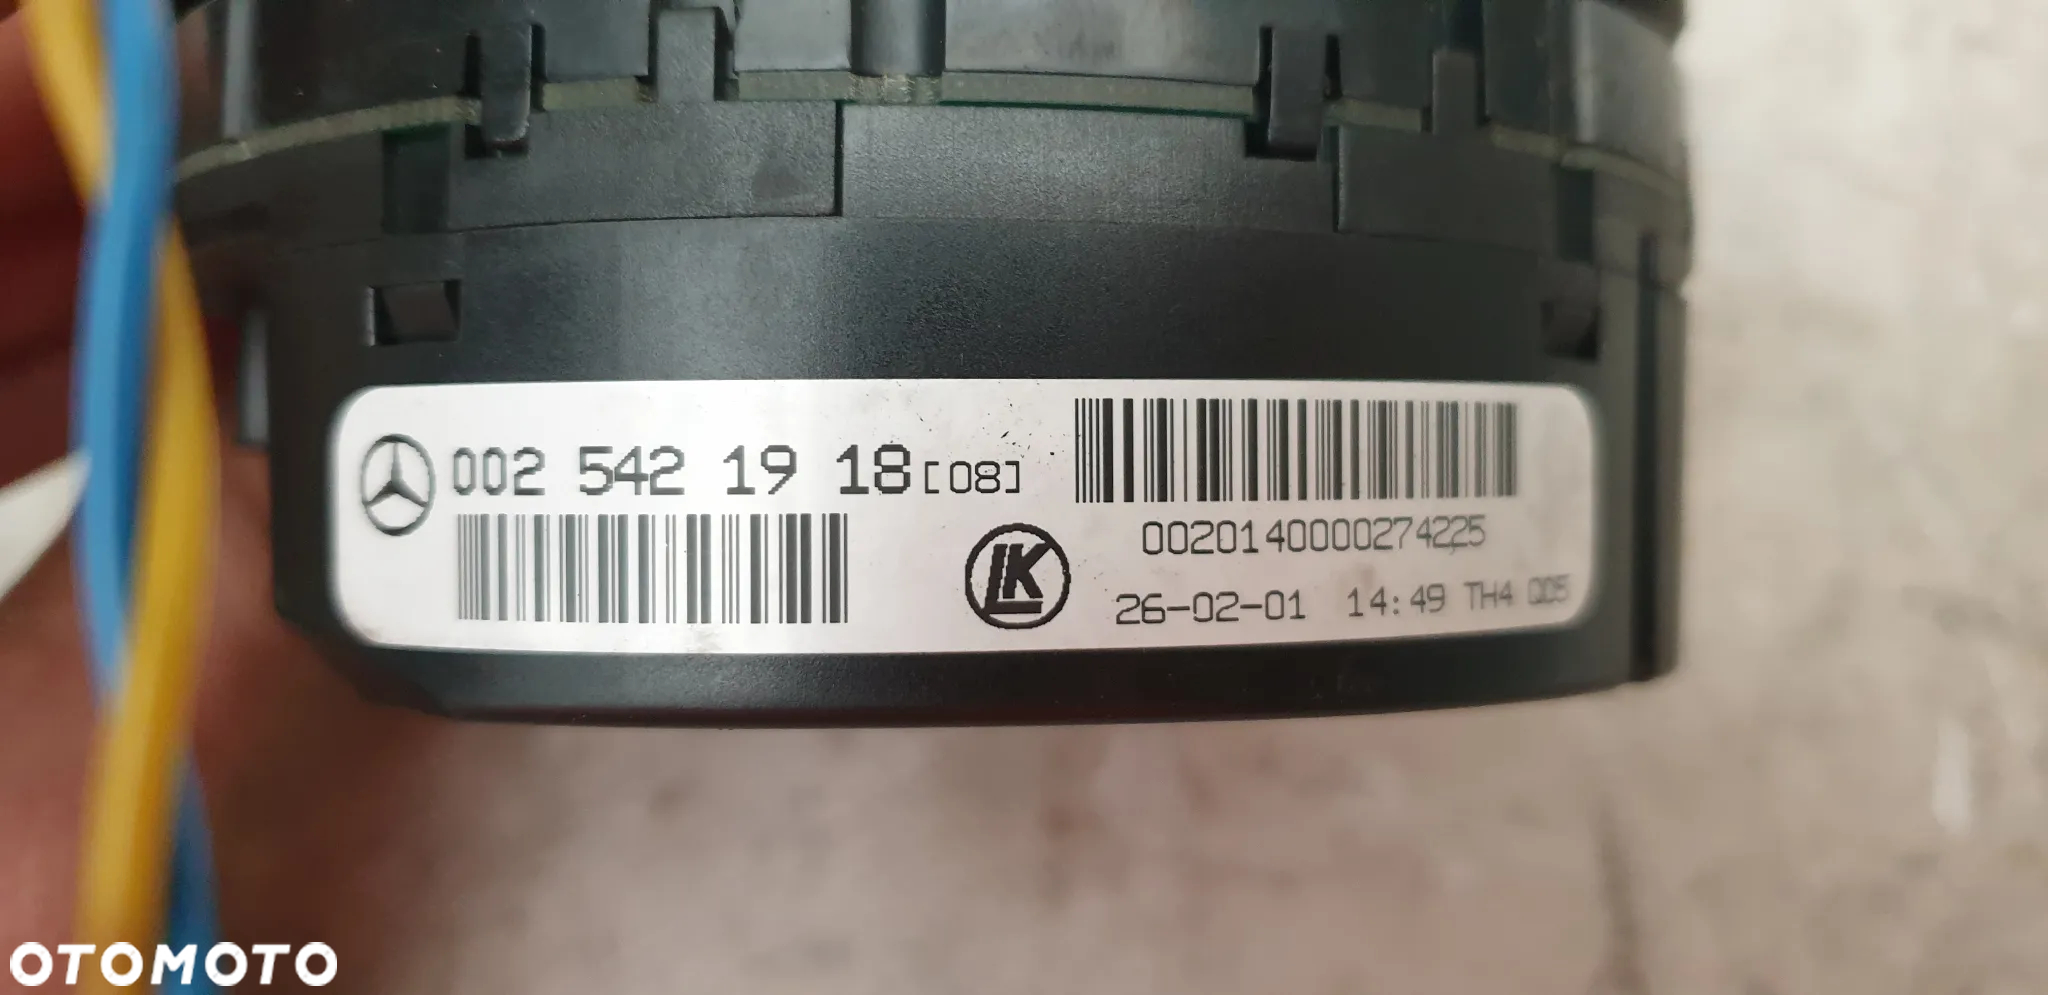 002 542 19 18[08]
0020140000274225
LK
26-02-01 14:49 TH4 Q05
OTOMOTO